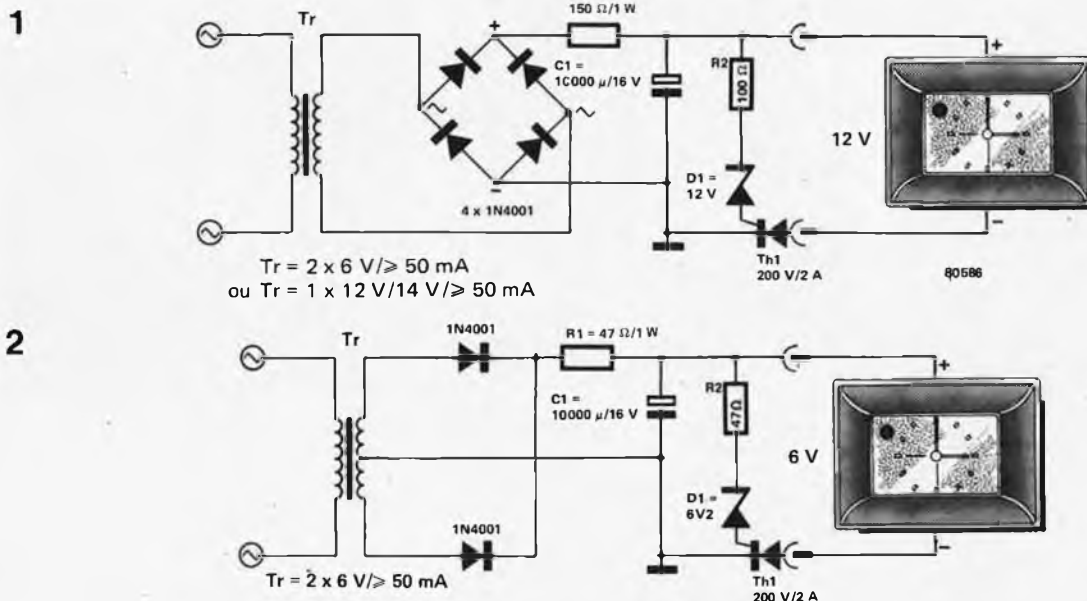 1
Tr
150 Ω/1 W
C1 =
10000 µ/16 V
R2
100 Ω
D1 =
12 V
4 x 1N4001
Th1
200 V/2 A
+
12 V
−
80586
Tr = 2 x 6 V/⩾ 50 mA
ou Tr = 1 x 12 V/14 V/⩾ 50 mA
2
Tr
1N4001
R1 = 47 Ω/1 W
C1 =
10000 µ/16 V
R2
47Ω
D1 =
6V2
1N4001
Th1
200 V/2 A
+
6 V
−
Tr = 2 x 6 V/⩾ 50 mA